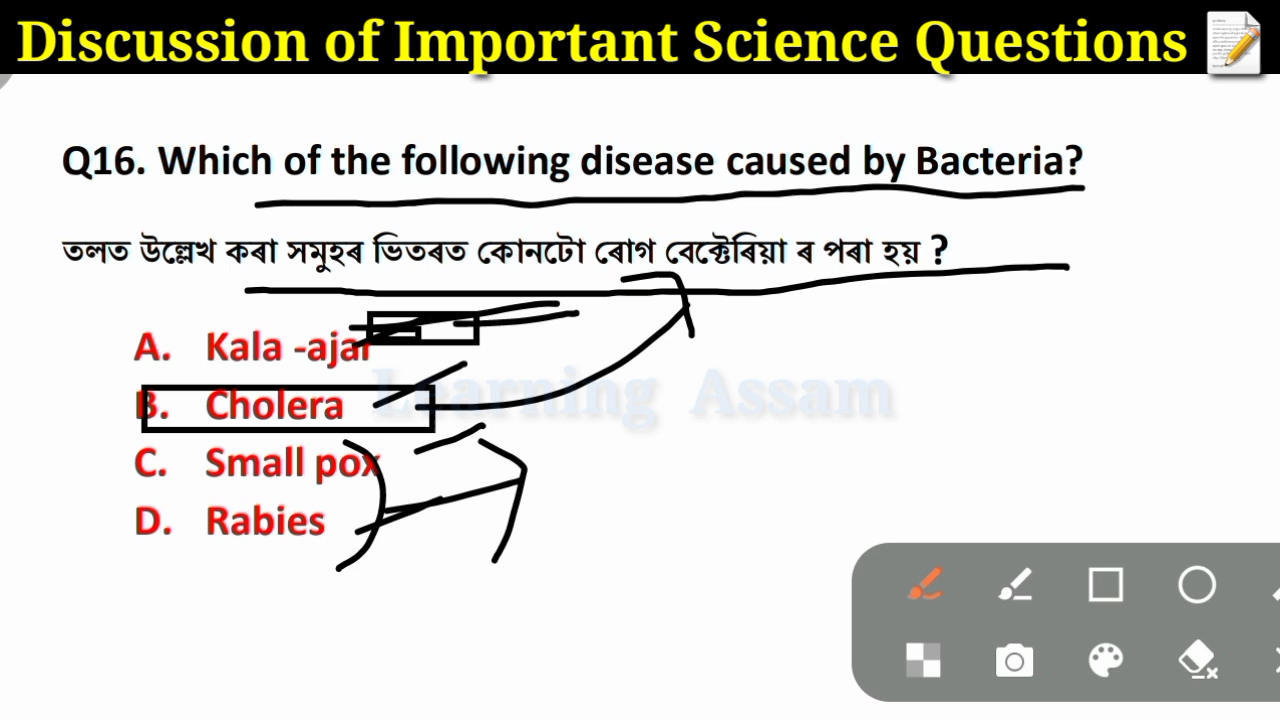 Discussion of Important Science Questions
Q16. Which of the following disease caused by Bacteria?
তলত উল্লেখ কৰা সমুহৰ ভিতৰত কোনটো ৰোগ বেক্টেৰিয়া ৰ পৰা হয় ?
A. Kala -ajar
B. Cholera
Learning Assam
C. Small pox
D. Rabies